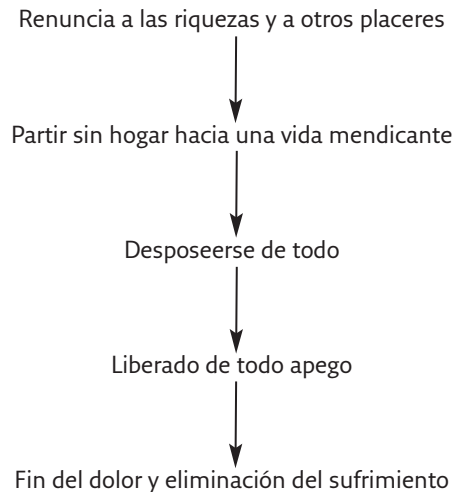 Renuncia a las riquezas y a otros placeres
Partir sin hogar hacia una vida mendicante
Desposeerse de todo
Liberado de todo apego
Fin del dolor y eliminación del sufrimiento